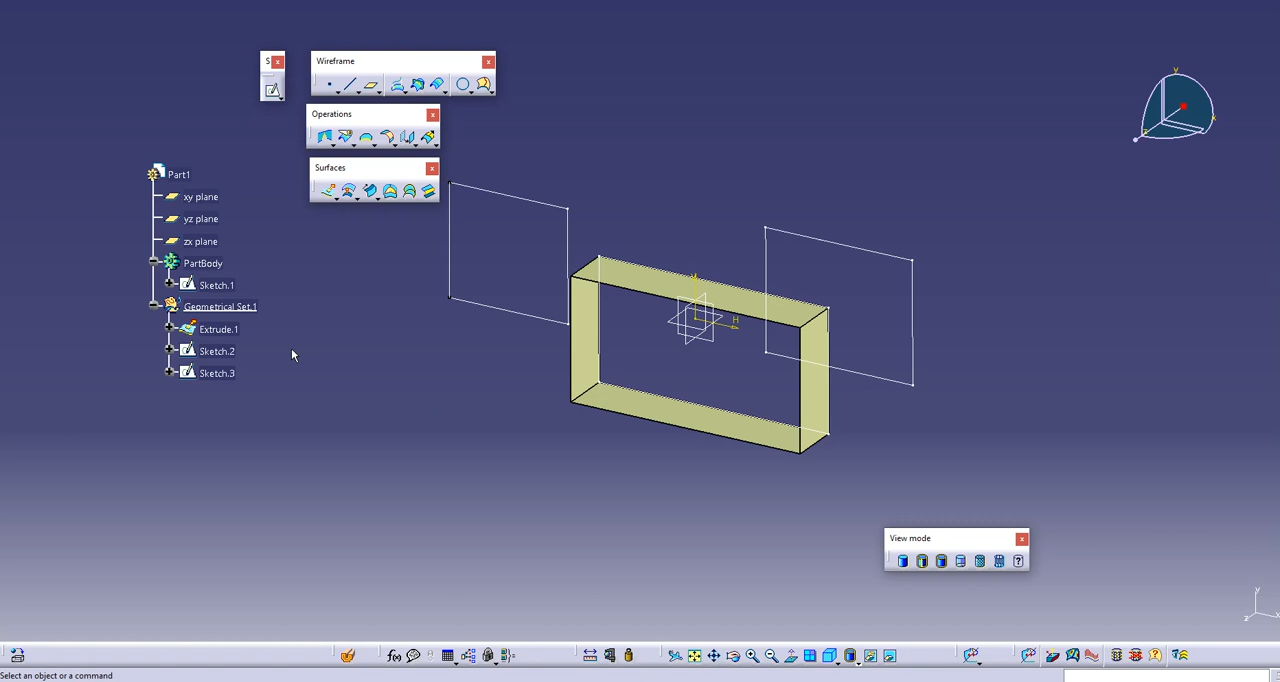 S
Wireframe
Operations
Surfaces
Part1
xy plane
yz plane
zx plane
PartBody
Sketch.1
Geometrical Set.1
Extrude.1
Sketch.2
Sketch.3
H
View mode
Select an object or a command